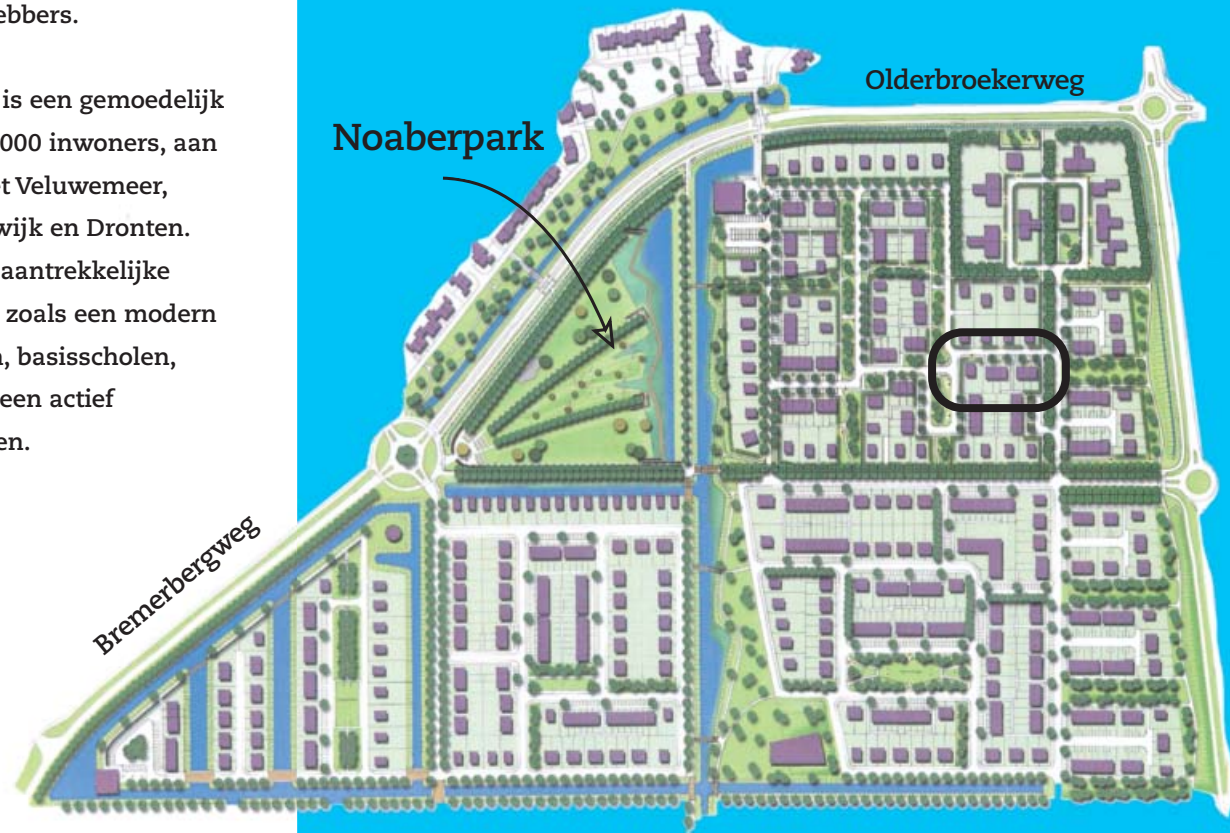 ebbers.
is een gemoedelijk
000 inwoners, aan
et Veluwemeer,
wijk en Dronten.
aantrekkelijke
zoals een modern
n, basisscholen,
een actief
en.
Noaberpark
Olderbroekerweg
Bremerbergweg